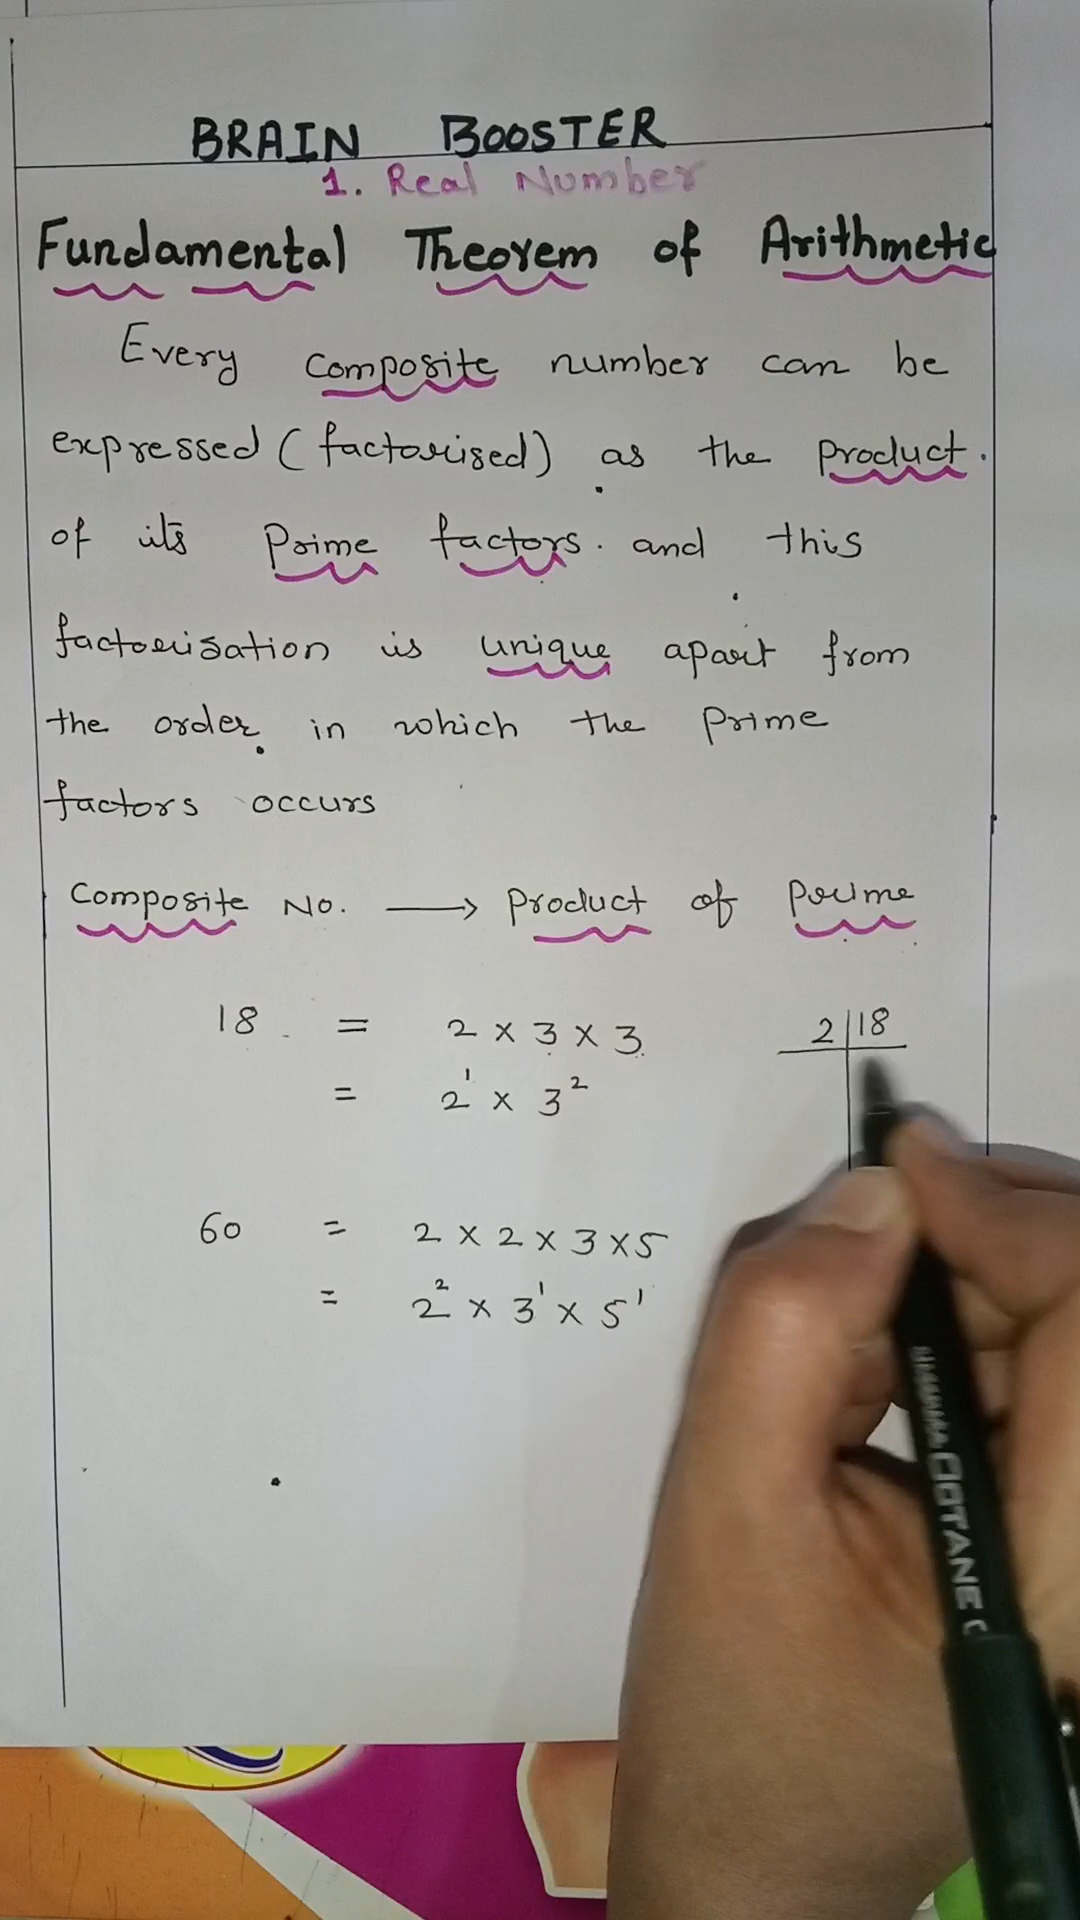 BRAIN BOOSTER
1. Real Number
Fundamental Theorem of Arithmetic
Every composite number can be
expressed (factorised) as the product.
of its Prime factors. and this
factorisation is unique apart from
the order in which the prime
factors occurs
Composite No. ⟶ Product of Prime
18 = 2 × 3 × 3
2 | 18
= 2¹ × 3²
60 = 2 × 2 × 3 × 5
= 2² × 3¹ × 5¹
OCTANE